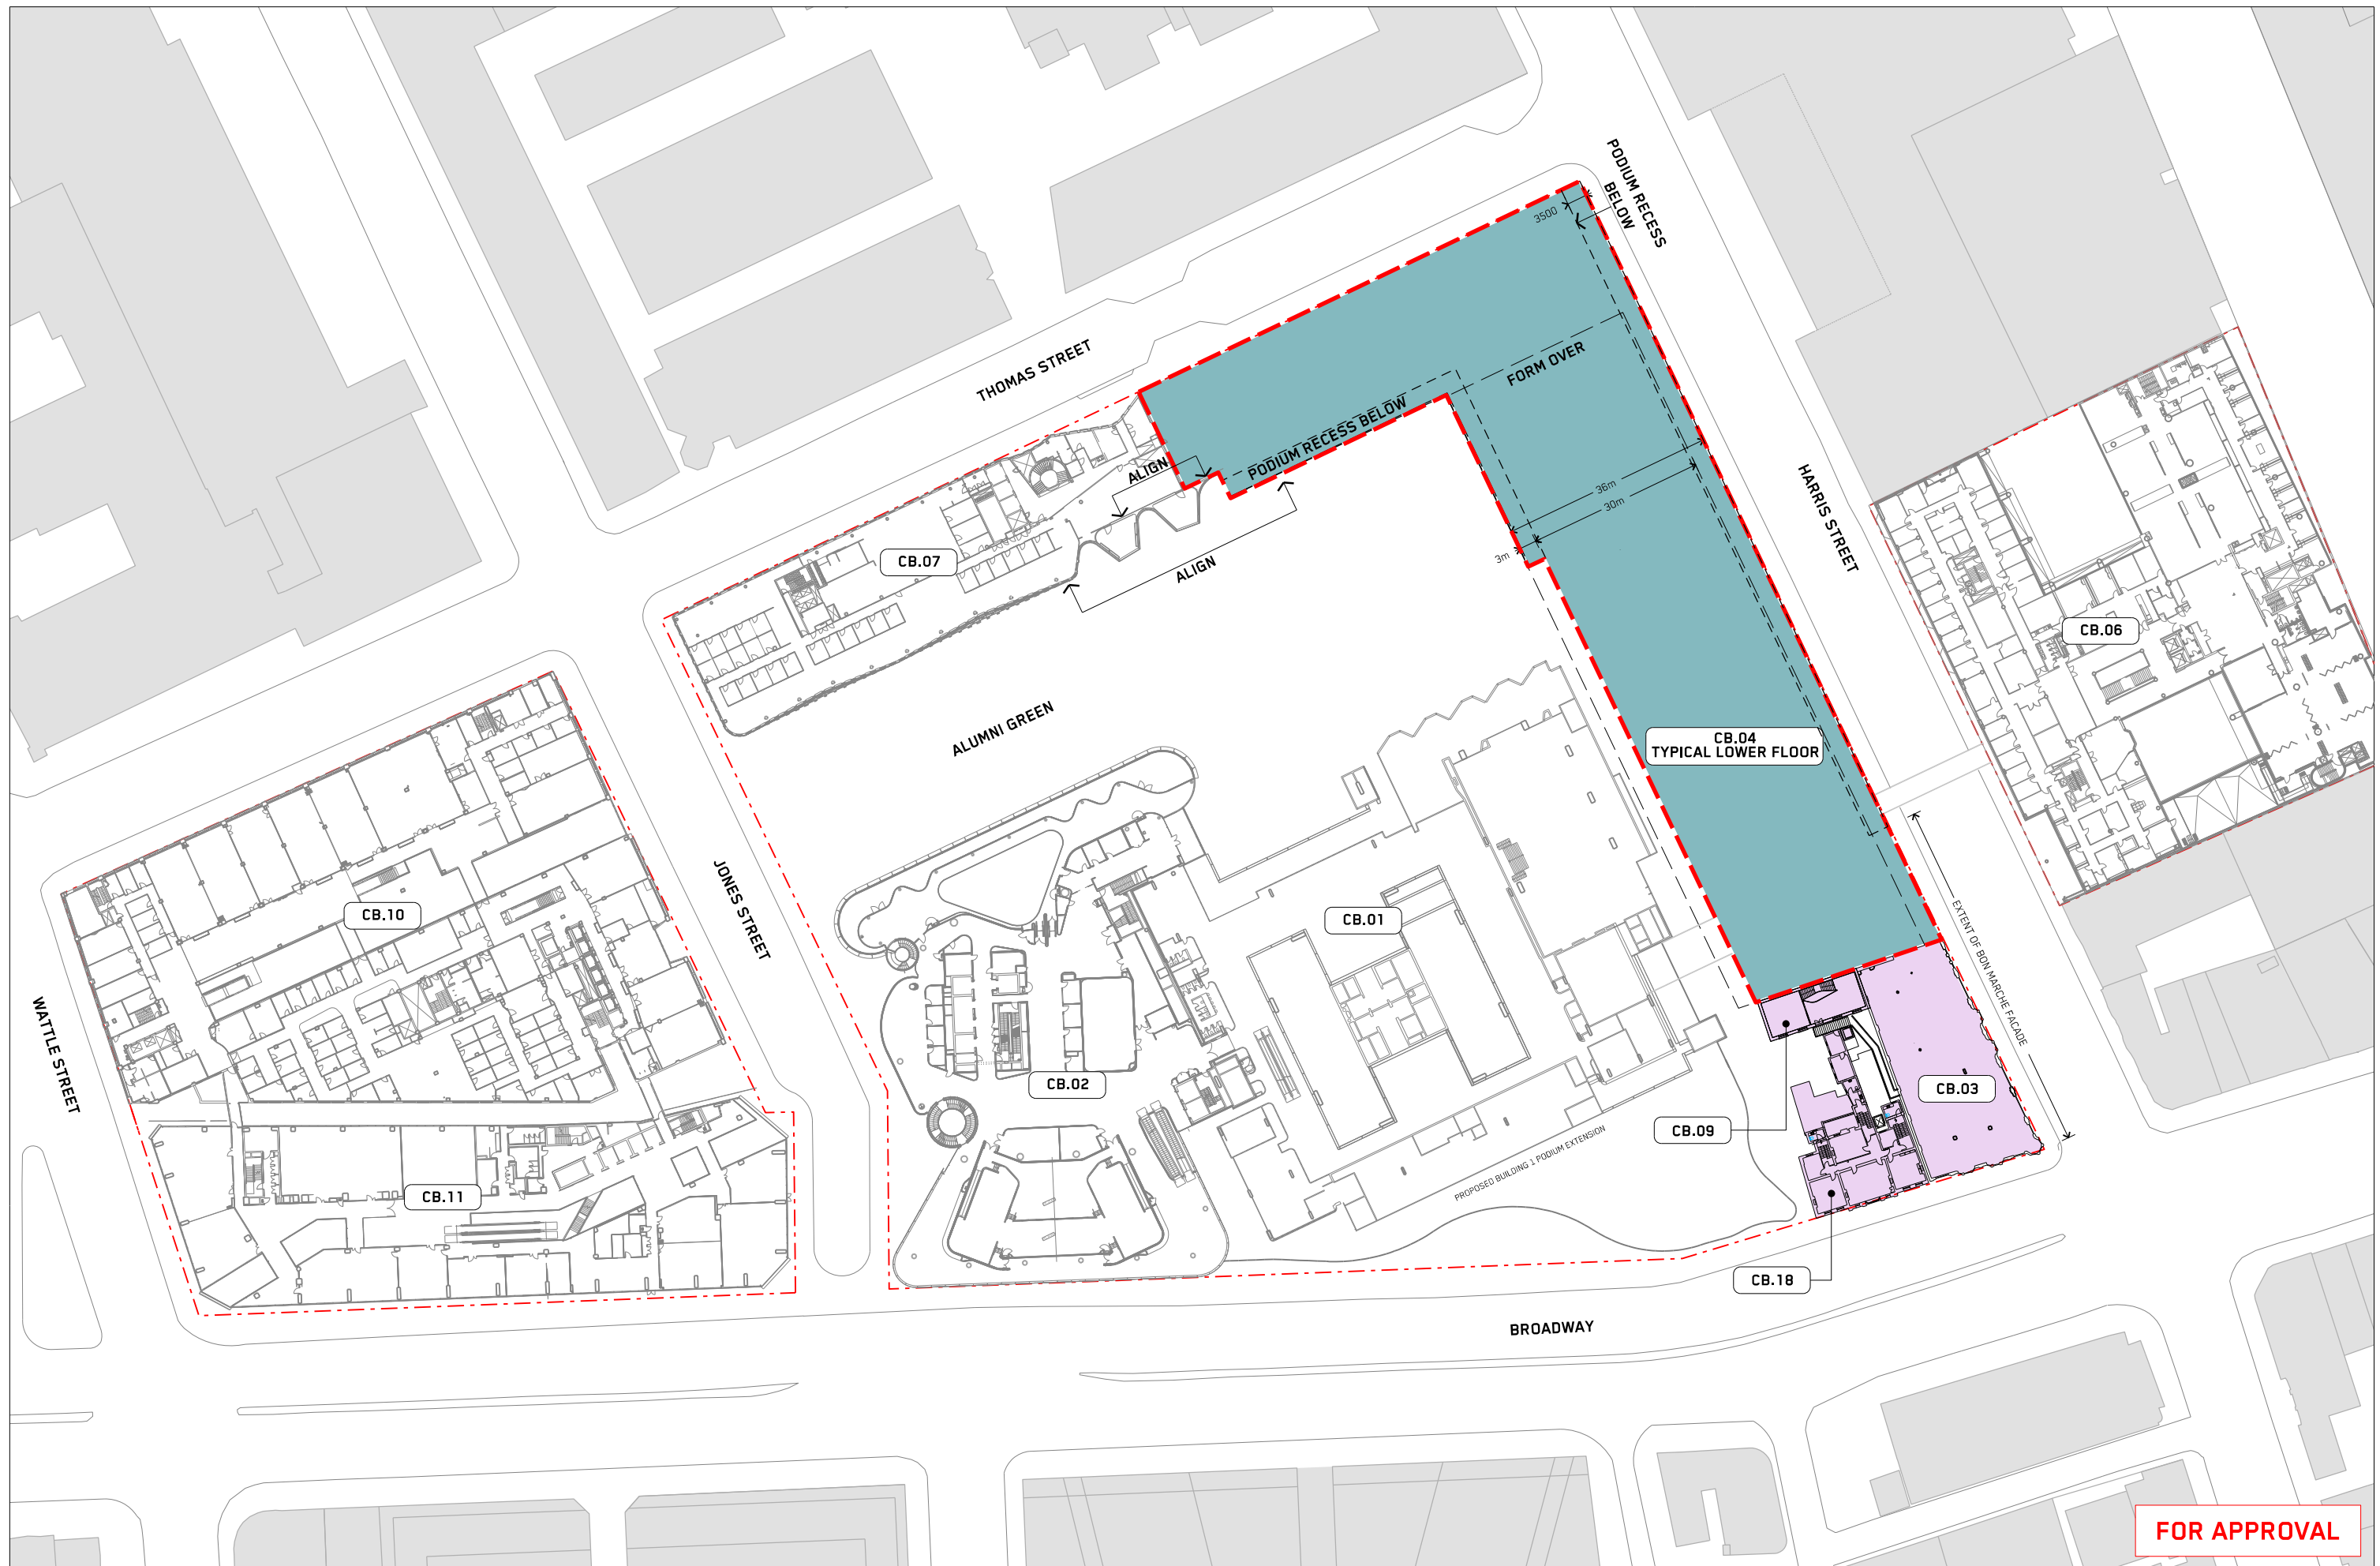 PODIUM RECESS
BELOW
3500
THOMAS STREET
FORM OVER
PODIUM RECESS BELOW
ALIGN
36m
30m
3m
HARRIS STREET
CB.07
ALIGN
CB.06
ALUMNI GREEN
CB.04
TYPICAL LOWER FLOOR
JONES STREET
CB.10
CB.01
EXTENT OF BON MARCHE FACADE
WATTLE STREET
CB.02
CB.03
CB.09
PROPOSED BUILDING 1 PODIUM EXTENSION
CB.11
CB.18
BROADWAY
FOR APPROVAL